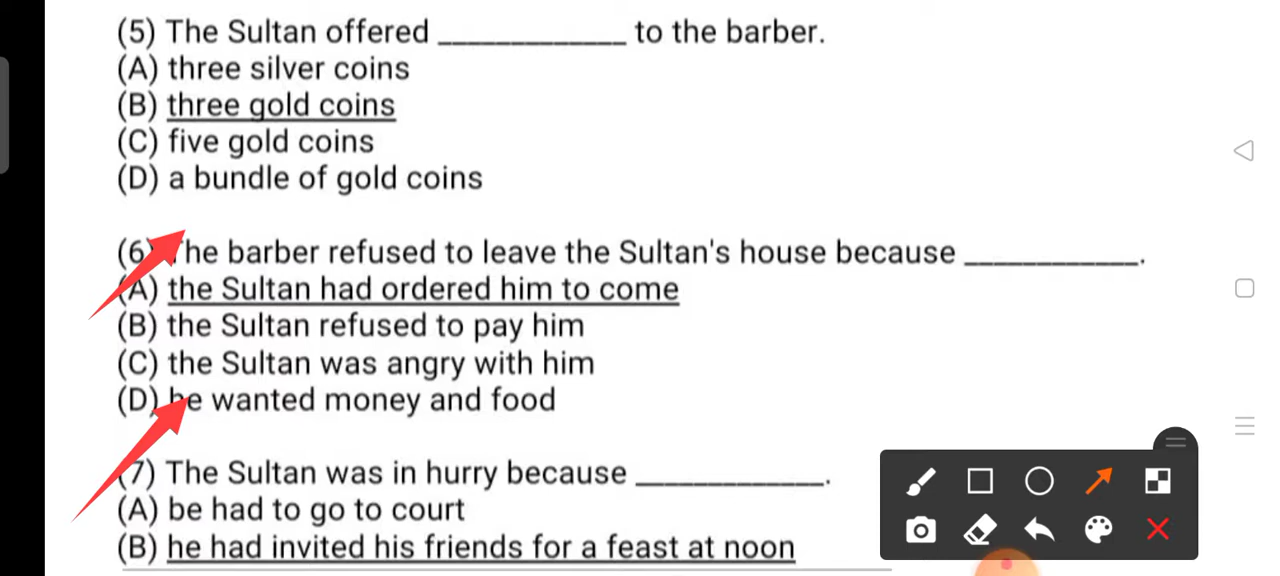 (5) The Sultan offered _____________ to the barber.
(A) three silver coins
(B) three gold coins
(C) five gold coins
(D) a bundle of gold coins
(6) The barber refused to leave the Sultan's house because ____________.
(A) the Sultan had ordered him to come
(B) the Sultan refused to pay him
(C) the Sultan was angry with him
(D) he wanted money and food
(7) The Sultan was in hurry because _____________.
(A) be had to go to court
(B) he had invited his friends for a feast at noon